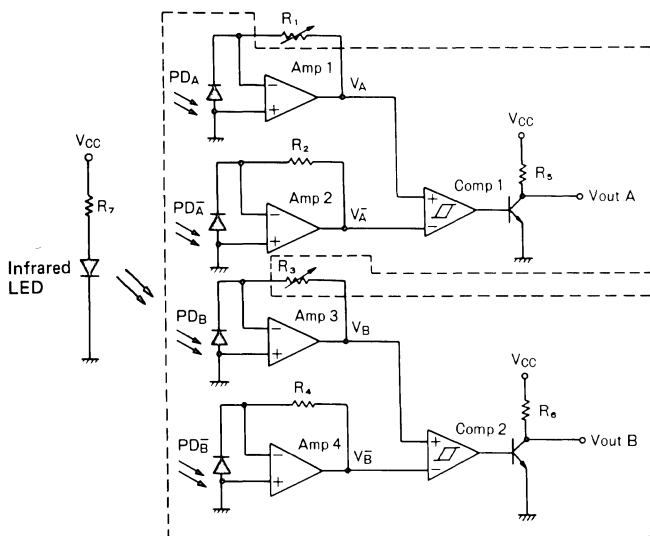 R₁
Amp 1
PDA
VA
VCC
R₅
R₂
Comp 1
VCC
R₇
PDA̅
Amp 2
VA̅
Vout A
Infrared
LED
R₃
PDB
Amp 3
VB
VCC
R₆
R₄
Comp 2
PDB̅
Amp 4
VB̅
Vout B